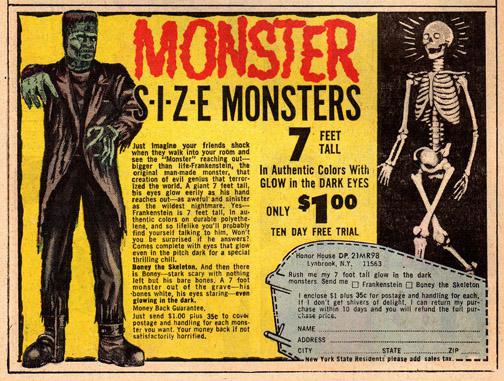 MONSTER
S-I-Z-E MONSTERS
7 FEET TALL
In Authentic Colors With
GLOW in the DARK EYES
ONLY $1.00
TEN DAY FREE TRIAL
Just imagine your friends shock
when they walk into your room and
see the "Monster" reaching out—
bigger than life-Frankenstein, the
original man-made monster, that
creation of evil genius that terror-
ized the world. A giant 7 feet tall,
his eyes glow eerily as his hand
reaches out—as awful and sinister
as the wildest nightmare. Yes—
Frankenstein is 7 feet tall, in au-
thentic colors on durable polyethe-
lene, and so lifelike you'll probably
find yourself talking to him, Won't
you be surprised if he answers?
Comes complete with eyes that glow
even in the pitch dark for a special
thrilling chill.
Boney the Skeleton. And then there
is Boney—stark scary with nothing
left but his bare bones. A 7 foot
monster out of the grave—his
bones white, his eyes staring—even
glowing in the dark.
Money Back Guarantee,
Just send $1.00 plus 35c to cover
postage and handling for each mons-
ter you want. Your money back if not
satisfactorily horrified.
Honor House DP. 21MR98
Lynbrook, N.Y. 11563
Rush me my 7 foot tall glow in the dark
monsters. Send me □ Frankenstein □ Boney the Skeleton
I enclose $1 plus 35c for postage and handling for each,
If I don't get shivers of delight, I can return my pur-
chase within 10 days and you will refund the full pur-
chase price.
NAME
ADDRESS
CITY STATE ZIP
New York State Residents please add sales tax.